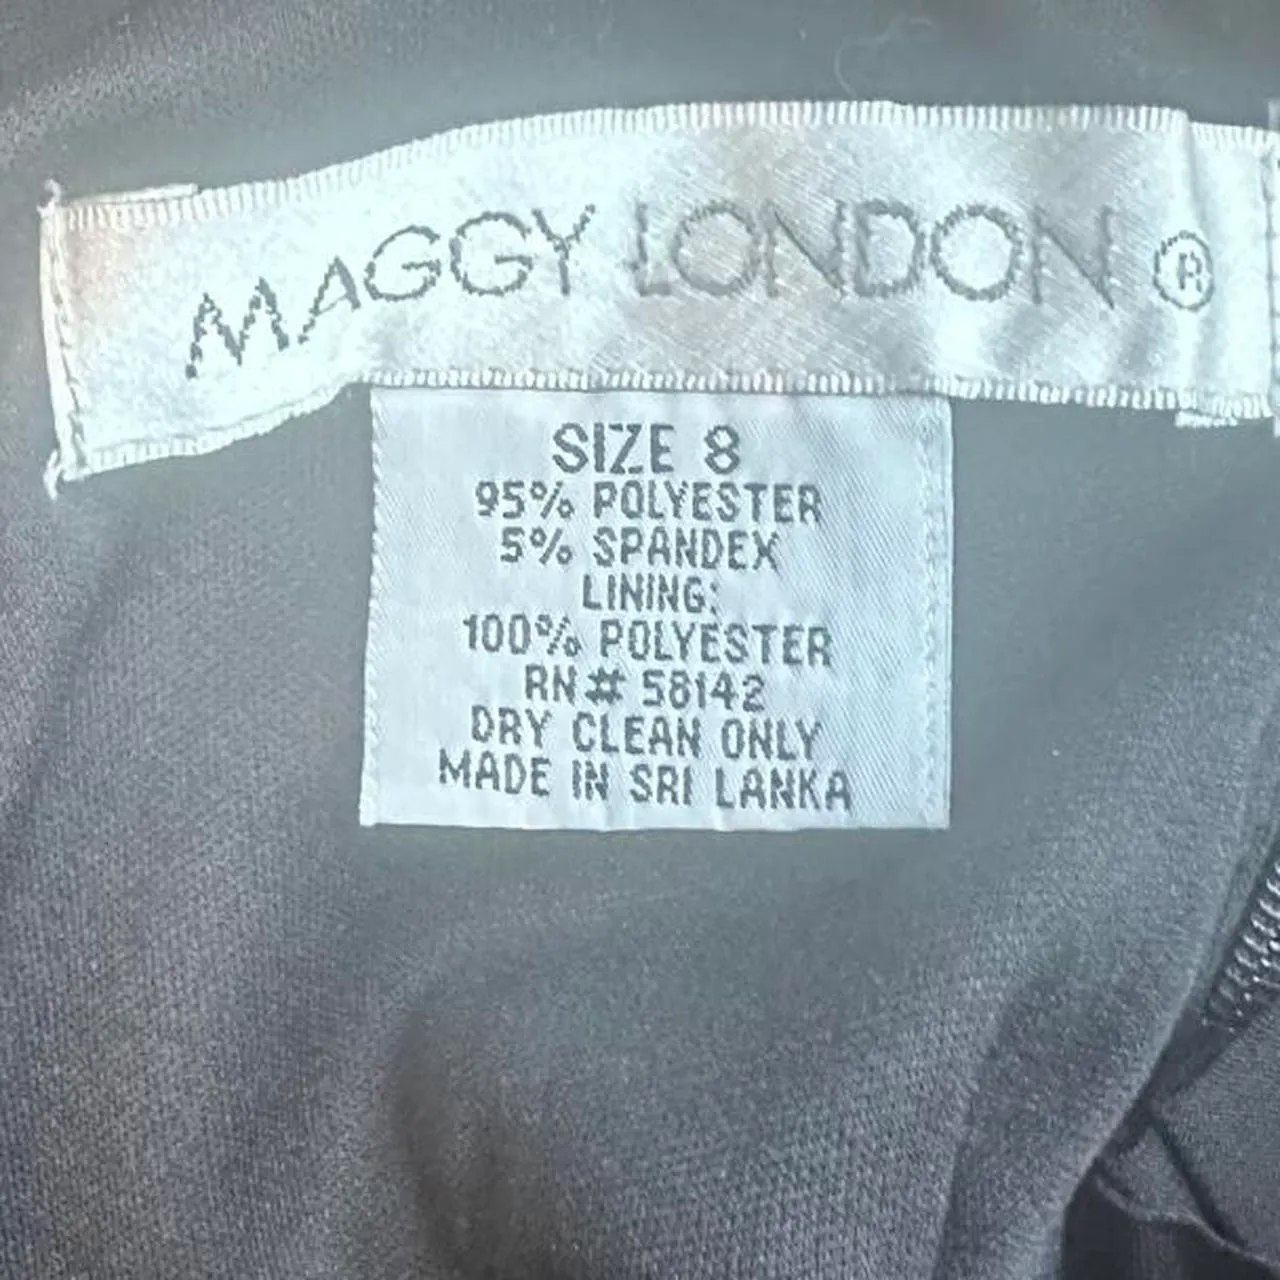 MAGGY LONDON ®
SIZE 8
95% POLYESTER
5% SPANDEX
LINING:
100% POLYESTER
RN# 58142
DRY CLEAN ONLY
MADE IN SRI LANKA